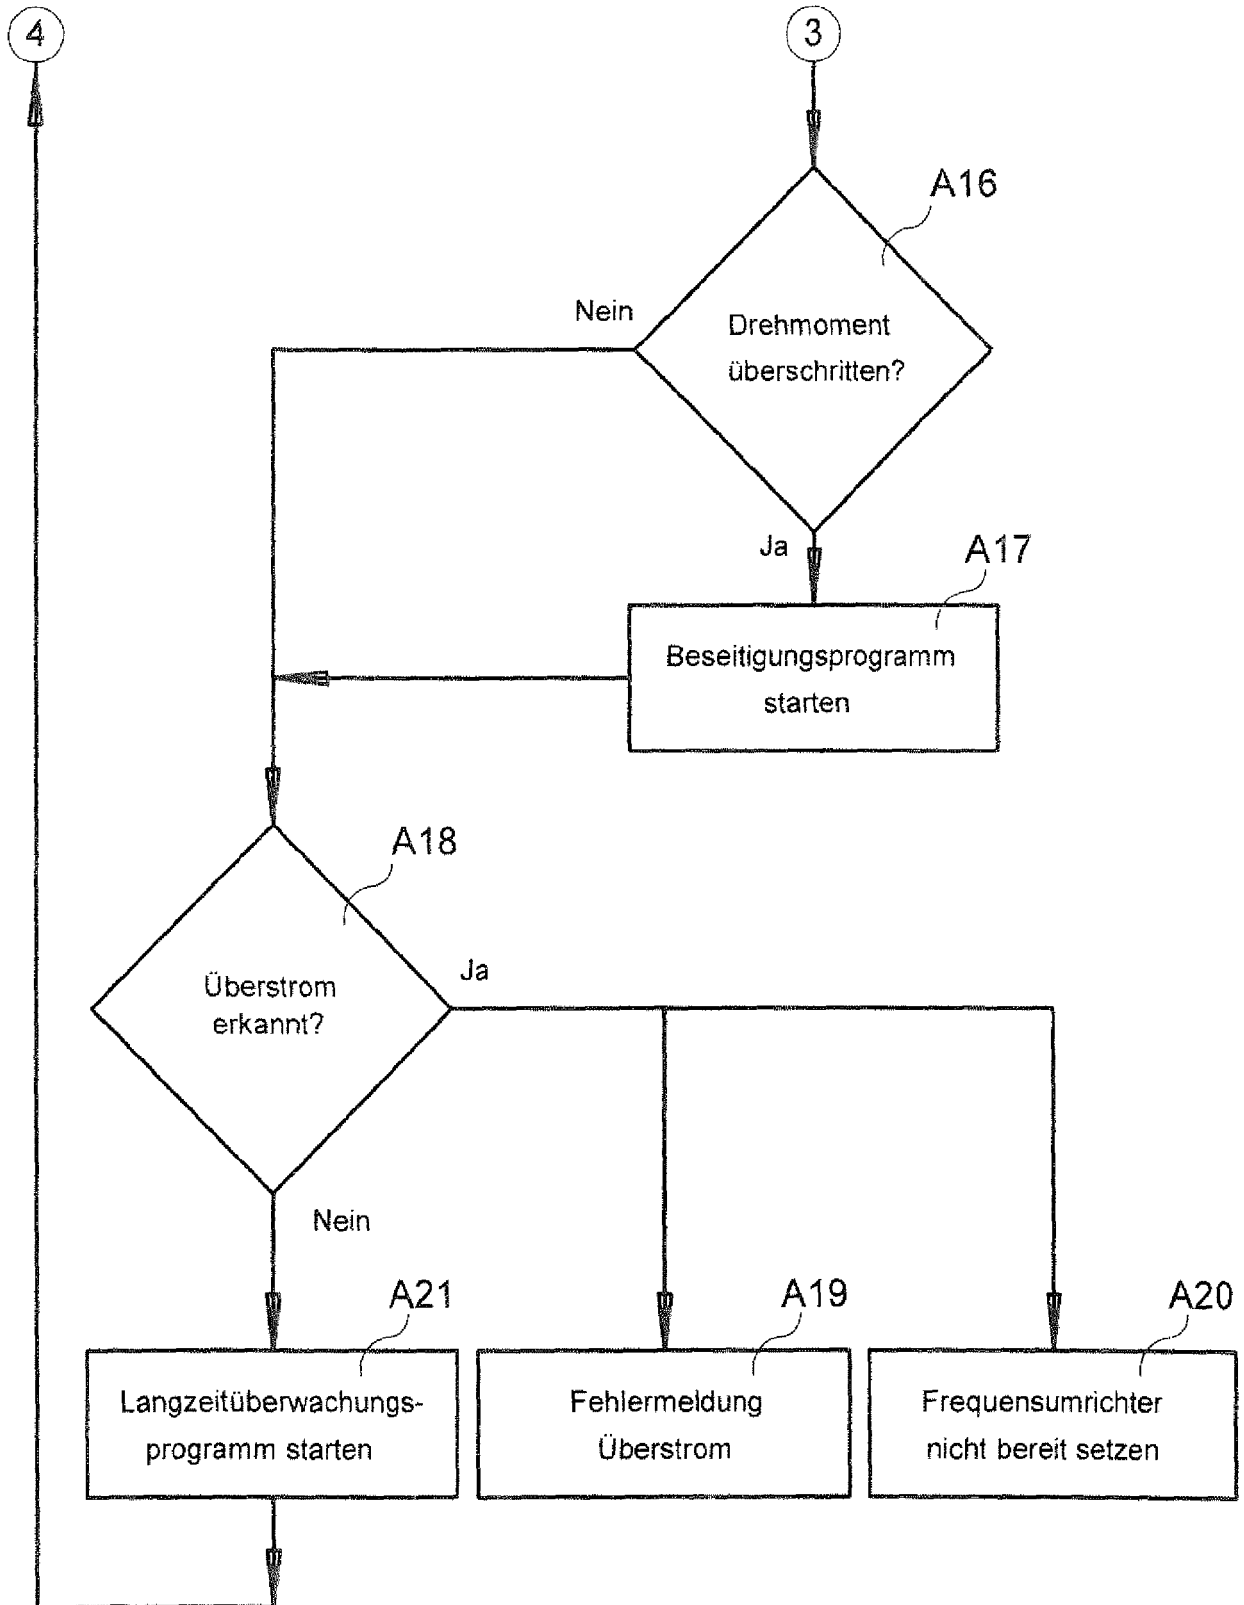 4
3
A16
Nein
Drehmoment
überschritten?
Ja
A17
Beseitigungsprogramm
starten
A18
Ja
Überstrom
erkannt?
Nein
A21
A19
A20
Langzeitüberwachungs-
programm starten
Fehlermeldung
Überstrom
Frequensumrichter
nicht bereit setzen